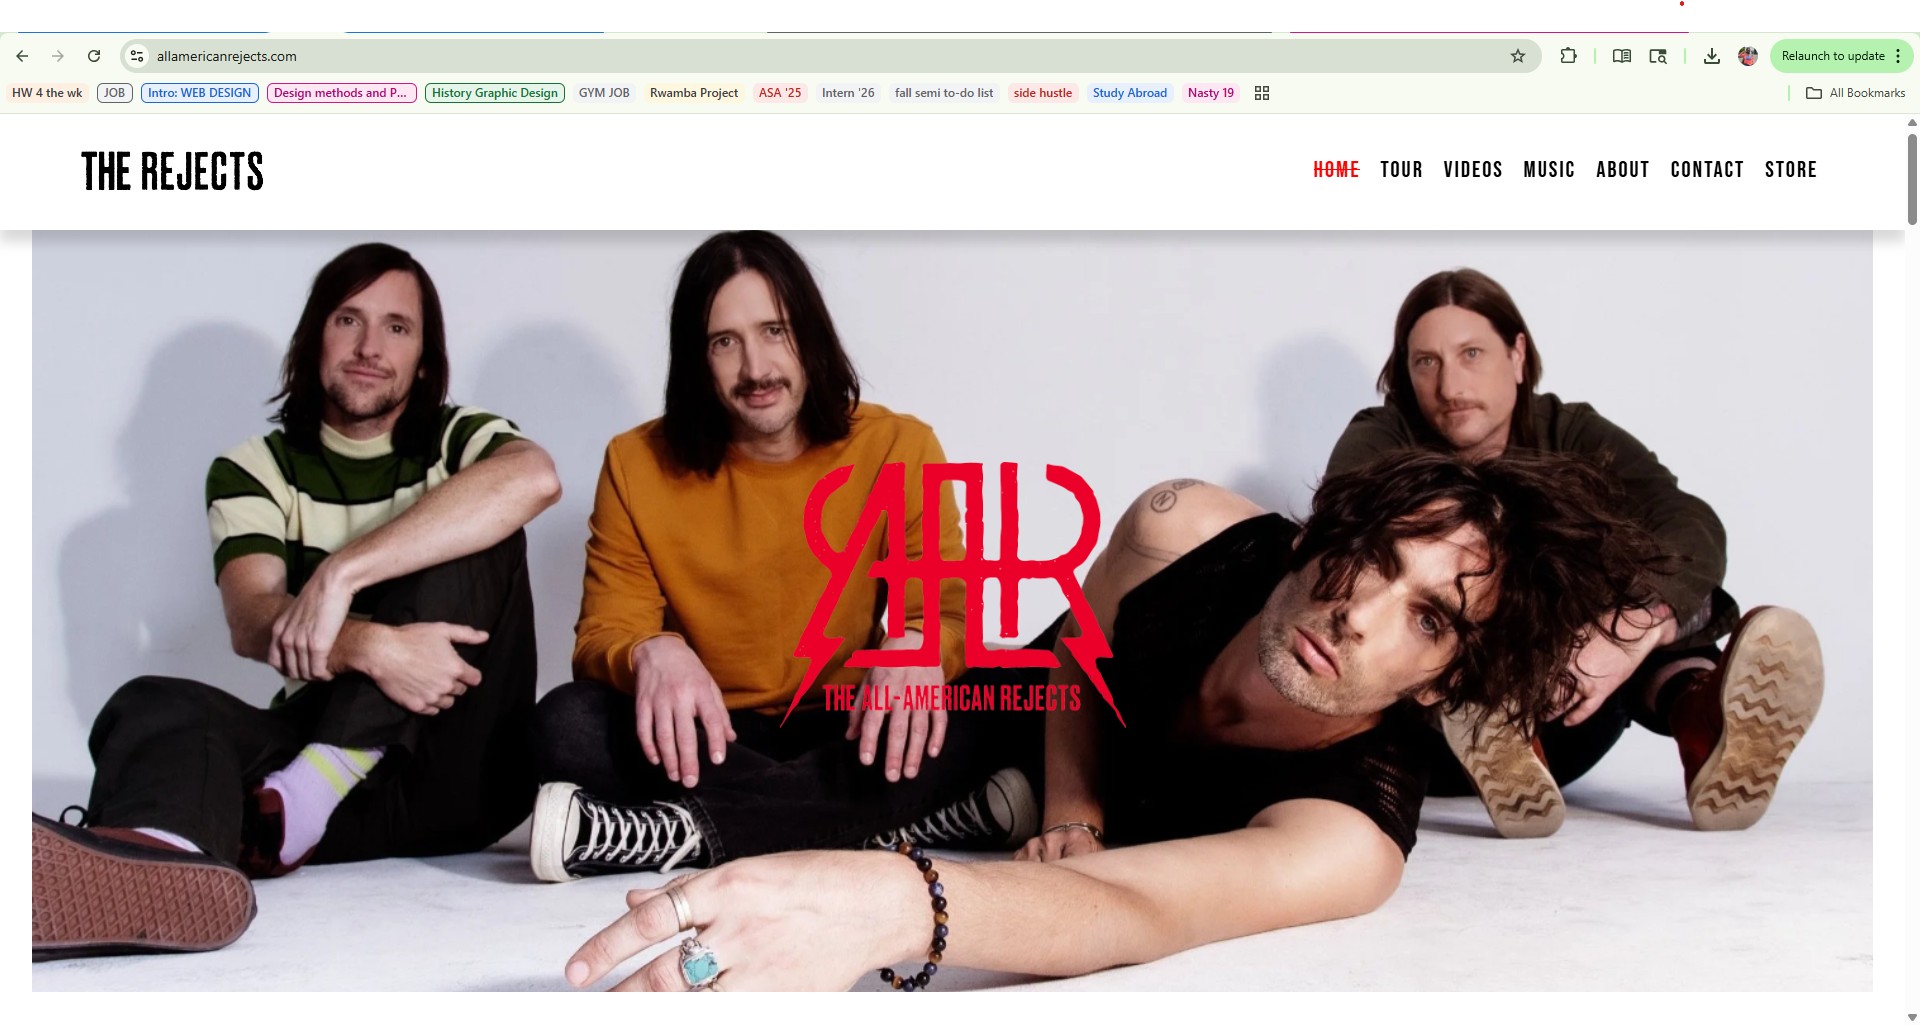 allamericanrejects.com
Relaunch to update
HW 4 the wk JOB Intro: WEB DESIGN Design methods and P... History Graphic Design GYM JOB Rwamba Project ASA '25 Intern '26 fall semi to-do list side hustle Study Abroad Nasty 19 All Bookmarks
THE REJECTS
HOME TOUR VIDEOS MUSIC ABOUT CONTACT STORE
AAR
THE ALL-AMERICAN REJECTS